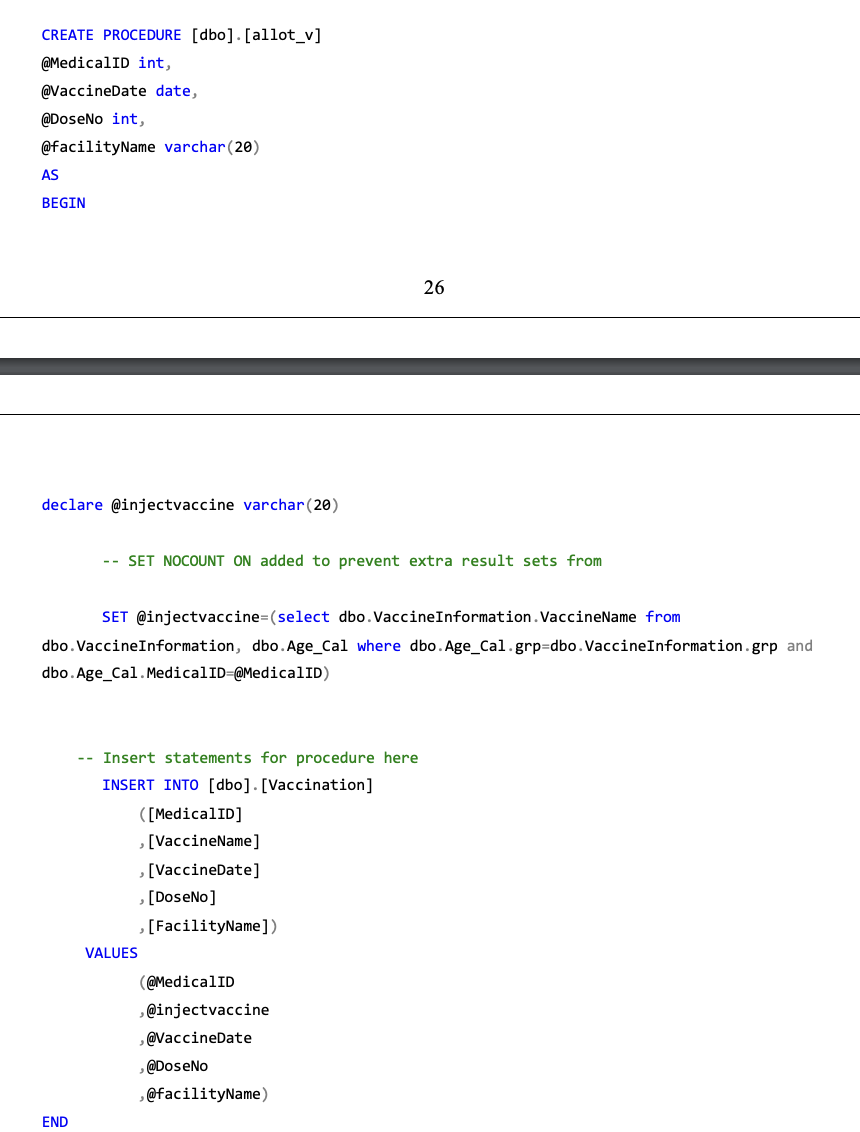 CREATE PROCEDURE [dbo].[allot_v]
@MedicalID int,
@VaccineDate date,
@DoseNo int,
@facilityName varchar(20)
AS
BEGIN
26
declare @injectvaccine varchar(20)
-- SET NOCOUNT ON added to prevent extra result sets from
SET @injectvaccine=(select dbo.VaccineInformation.VaccineName from
dbo.VaccineInformation, dbo.Age_Cal where dbo.Age_Cal.grp=dbo.VaccineInformation.grp and
dbo.Age_Cal.MedicalID=@MedicalID)
-- Insert statements for procedure here
INSERT INTO [dbo].[Vaccination]
([MedicalID]
,[VaccineName]
,[VaccineDate]
,[DoseNo]
,[FacilityName])
VALUES
(@MedicalID
,@injectvaccine
,@VaccineDate
,@DoseNo
,@facilityName)
END